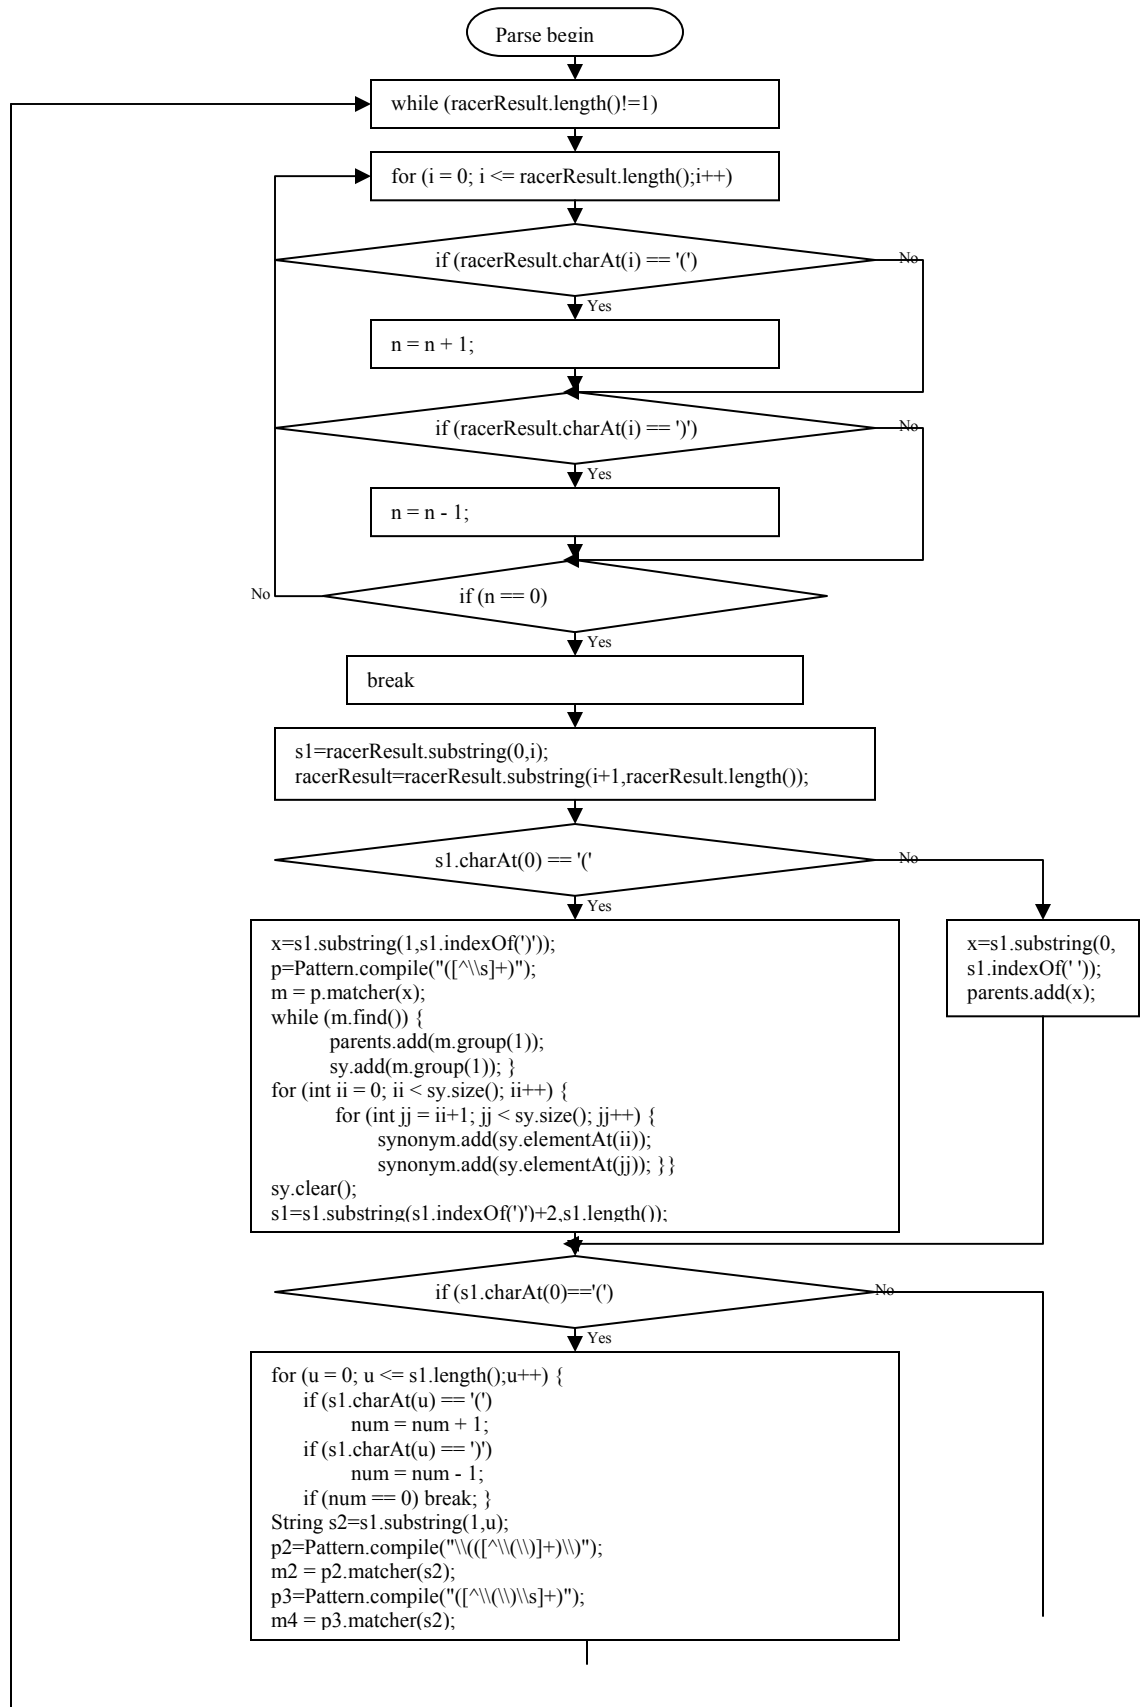 Parse begin
while (racerResult.length()!=1)
for (i = 0; i <= racerResult.length();i++)
if (racerResult.charAt(i) == '(')
No
Yes
n = n + 1;
if (racerResult.charAt(i) == ')')
No
Yes
n = n - 1;
if (n == 0)
No
Yes
break
s1=racerResult.substring(0,i);
racerResult=racerResult.substring(i+1,racerResult.length());
s1.charAt(0) == '('
No
Yes
x=s1.substring(1,s1.indexOf(')'));
p=Pattern.compile("([^\\s]+)");
m = p.matcher(x);
while (m.find()) {
parents.add(m.group(1));
sy.add(m.group(1)); }
for (int ii = 0; ii < sy.size(); ii++) {
for (int jj = ii+1; jj < sy.size(); jj++) {
synonym.add(sy.elementAt(ii));
synonym.add(sy.elementAt(jj)); }}
sy.clear();
s1=s1.substring(s1.indexOf(')')+2,s1.length());
x=s1.substring(0,
s1.indexOf(' '));
parents.add(x);
if (s1.charAt(0)=='(')
No
Yes
for (u = 0; u <= s1.length();u++) {
if (s1.charAt(u) == '(')
num = num + 1;
if (s1.charAt(u) == ')')
num = num - 1;
if (num == 0) break; }
String s2=s1.substring(1,u);
p2=Pattern.compile("\\(([^\\(\\)]+)\\)");
m2 = p2.matcher(s2);
p3=Pattern.compile("([^\\(\\)\\s]+)");
m4 = p3.matcher(s2);